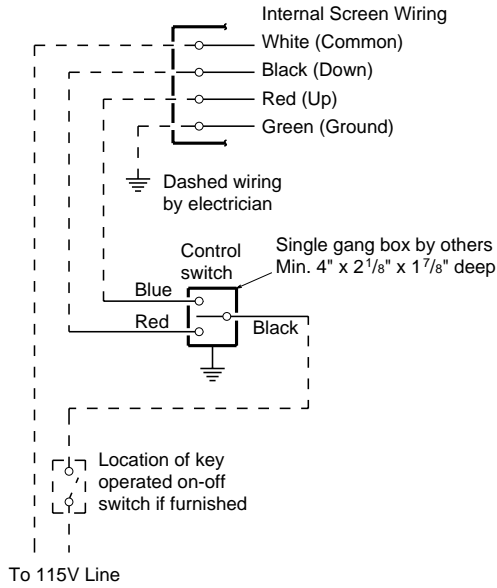 Internal Screen Wiring
White (Common)
Black (Down)
Red (Up)
Green (Ground)
Dashed wiring
by electrician
Control
switch
Single gang box by others
Min. 4" x 2 1/8" x 1 7/8" deep
Blue
Red
Black
Location of key
operated on-off
switch if furnished
To 115V Line